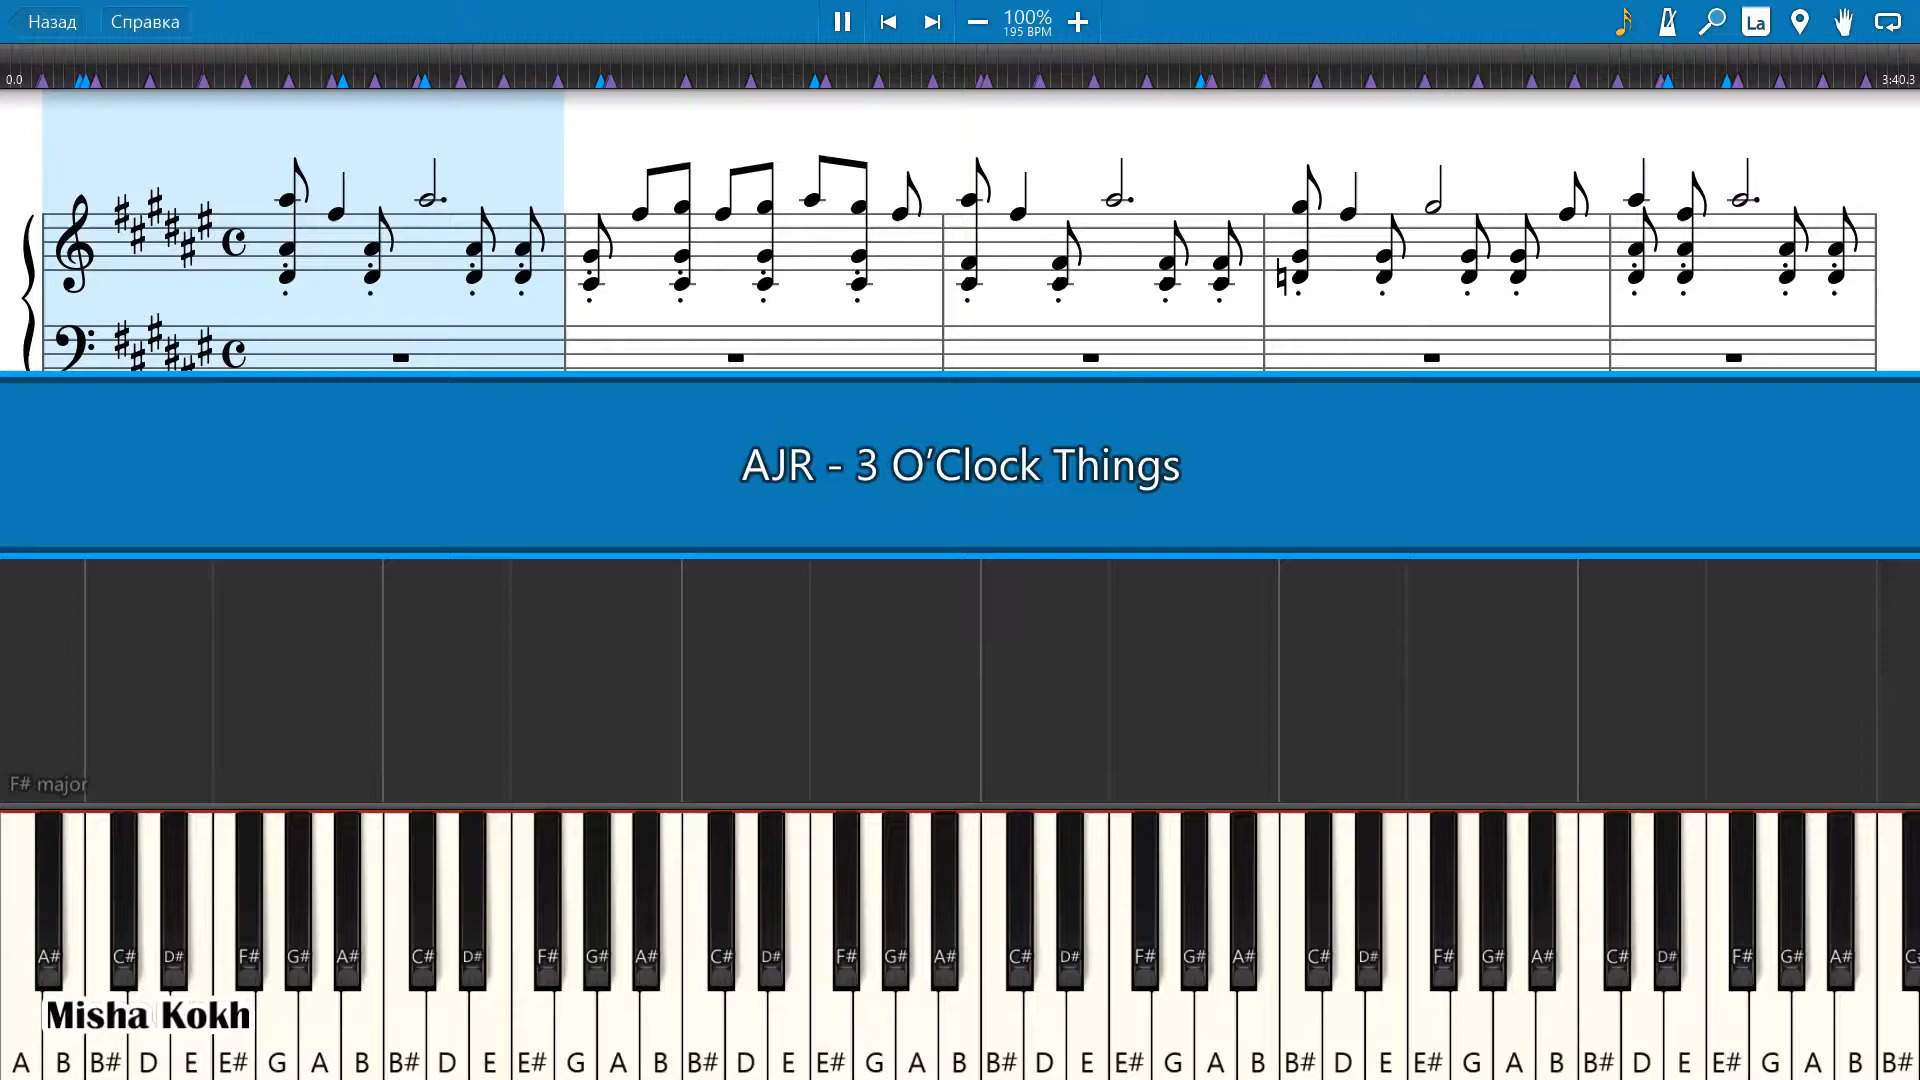 Назад Справка 100% La
195 BPM
0.0 3:40.3
AJR - 3 O’Clock Things
F# major
A# C# D# F# G# A# C# D# F# G# A# C# D# F# G# A# C# D# F# G# A# C# D# F# G# A# C# D# F# G# A# C#
Misha Kokh
A B B# D E E# G A B B# D E E# G A B B# D E E# G A B B# D E E# G A B B# D E E# G A B B# D E E# G A B B#